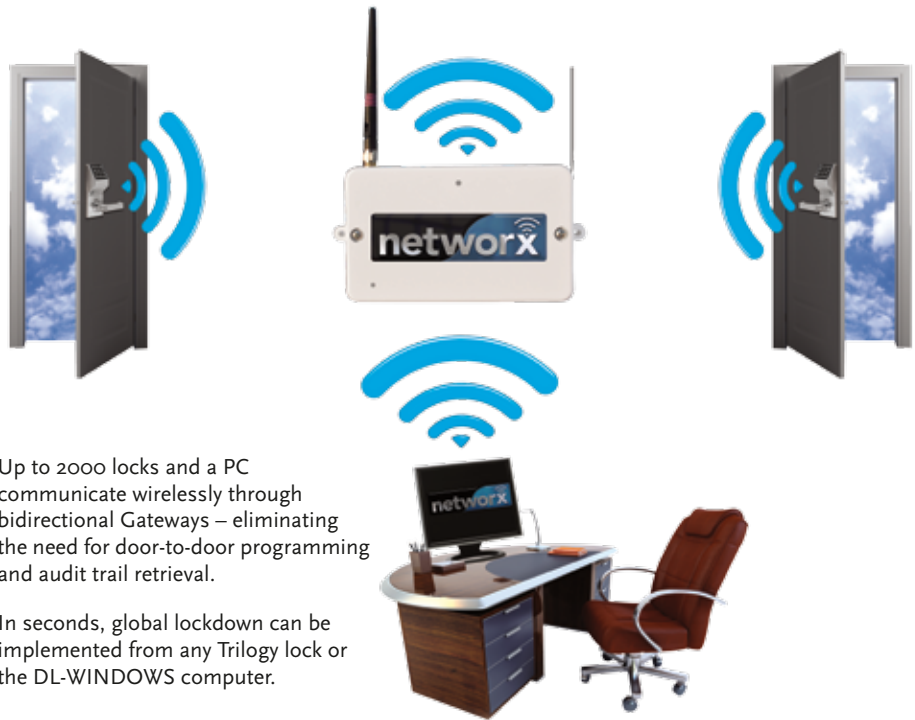 networx
networx
Up to 2000 locks and a PC
communicate wirelessly through
bidirectional Gateways – eliminating
the need for door-to-door programming
and audit trail retrieval.
In seconds, global lockdown can be
implemented from any Trilogy lock or
the DL-WINDOWS computer.